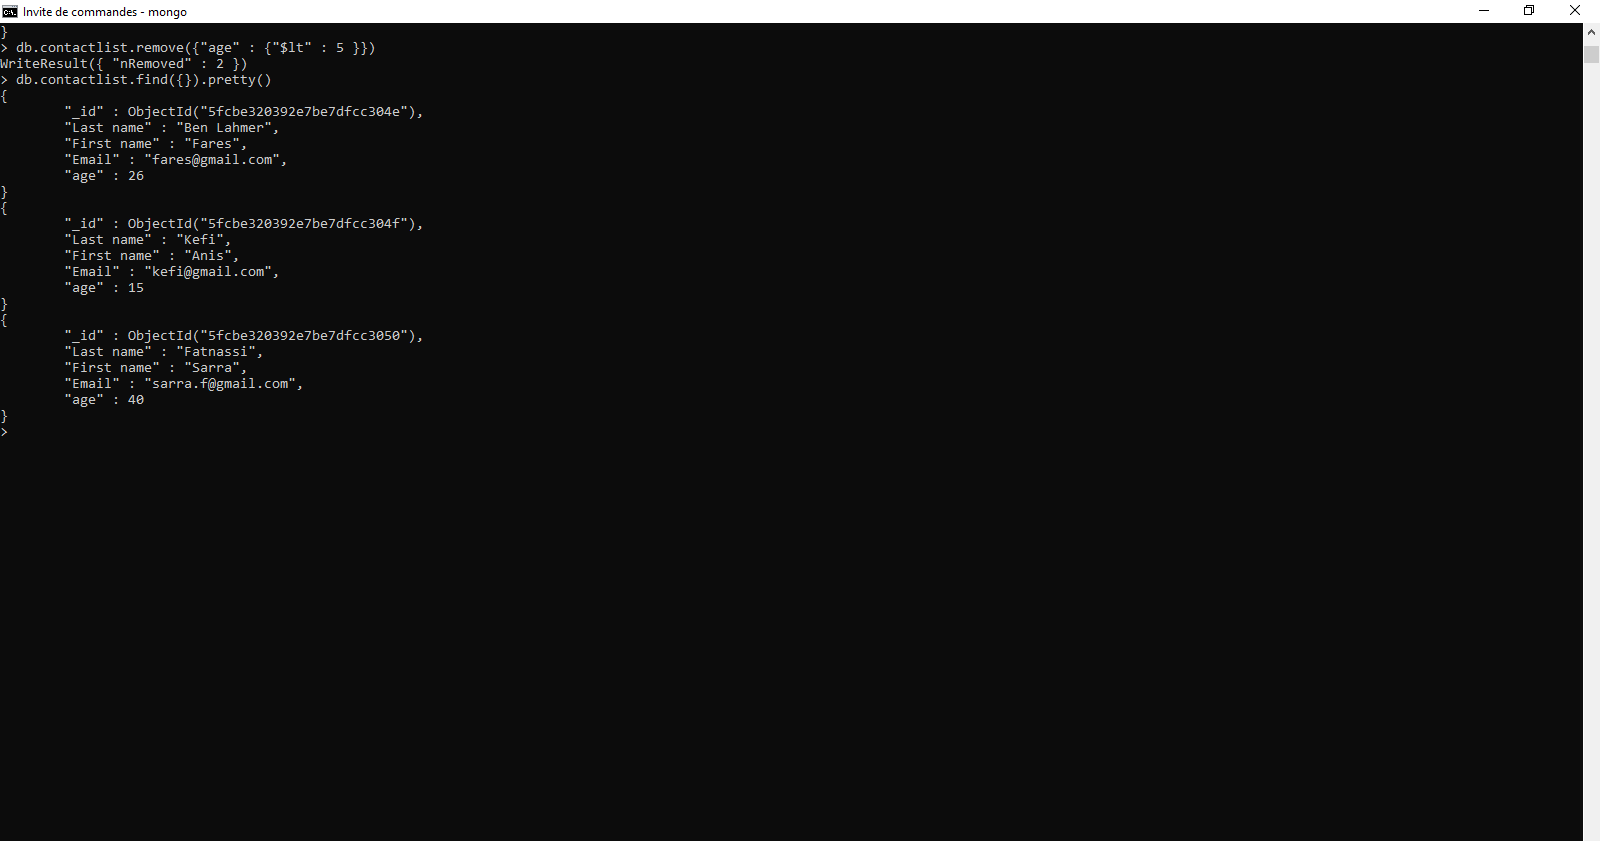 Invite de commandes - mongo
}
> db.contactlist.remove({"age" : {"$lt" : 5 }})
WriteResult({ "nRemoved" : 2 })
> db.contactlist.find({}).pretty()
{
        "_id" : ObjectId("5fcbe320392e7be7dfcc304e"),
        "Last name" : "Ben Lahmer",
        "First name" : "Fares",
        "Email" : "fares@gmail.com",
        "age" : 26
}
{
        "_id" : ObjectId("5fcbe320392e7be7dfcc304f"),
        "Last name" : "Kefi",
        "First name" : "Anis",
        "Email" : "kefi@gmail.com",
        "age" : 15
}
{
        "_id" : ObjectId("5fcbe320392e7be7dfcc3050"),
        "Last name" : "Fatnassi",
        "First name" : "Sarra",
        "Email" : "sarra.f@gmail.com",
        "age" : 40
}
>